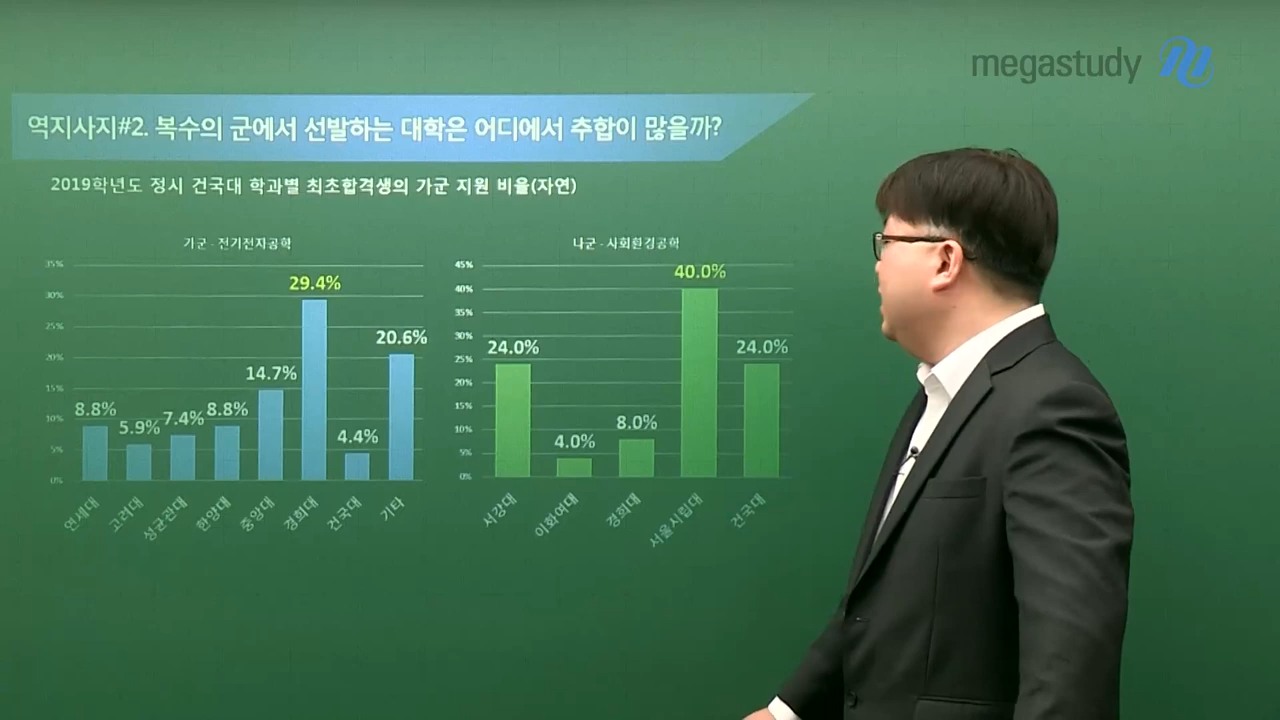 megastudy
역지사지#2. 복수의 군에서 선발하는 대학은 어디에서 추합이 많을까?
2019학년도 정시 건국대 학과별 최초합격생의 가군 지원 비율(자연)
가군 - 전기전자공학
35%
30%
25%
20%
15%
10%
5%
0%
8.8%
5.9%
7.4%
8.8%
14.7%
29.4%
4.4%
20.6%
연세대
고려대
성균관대
한양대
중앙대
경희대
건국대
기타
나군 - 사회환경공학
45%
40%
35%
30%
25%
20%
15%
10%
5%
0%
24.0%
4.0%
8.0%
40.0%
24.0%
서강대
이화여대
경희대
서울시립대
건국대